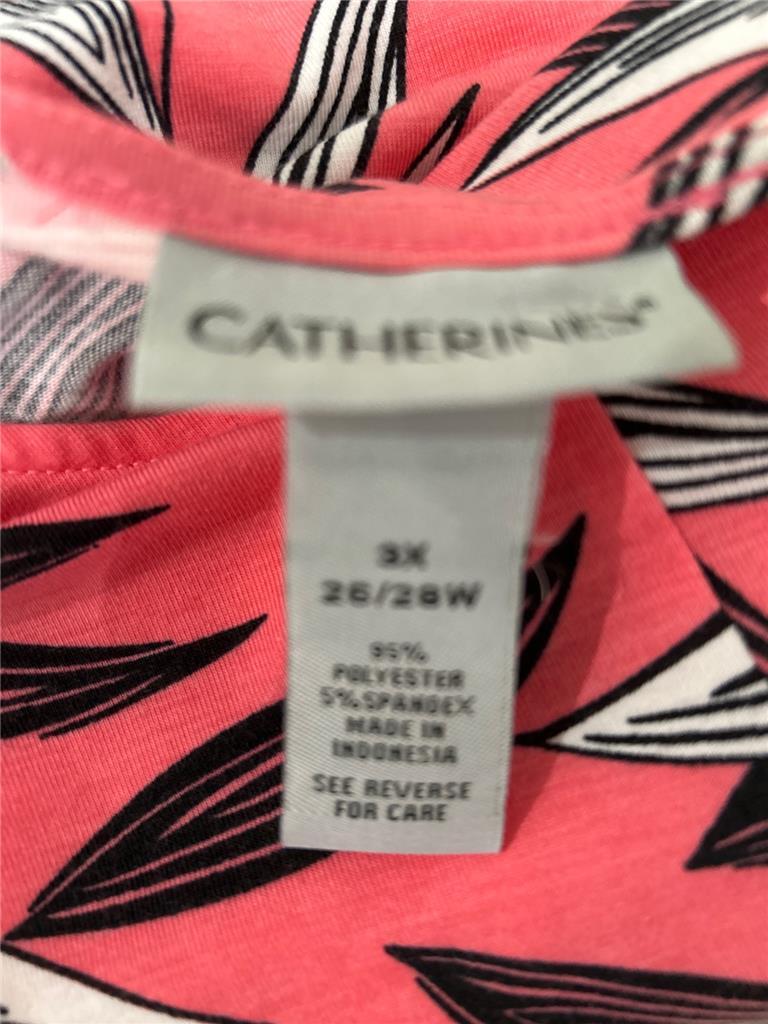 CATHERINES®
3X
26/28W
95%
POLYESTER
5% SPANDEX
MADE IN
INDONESIA
SEE REVERSE
FOR CARE